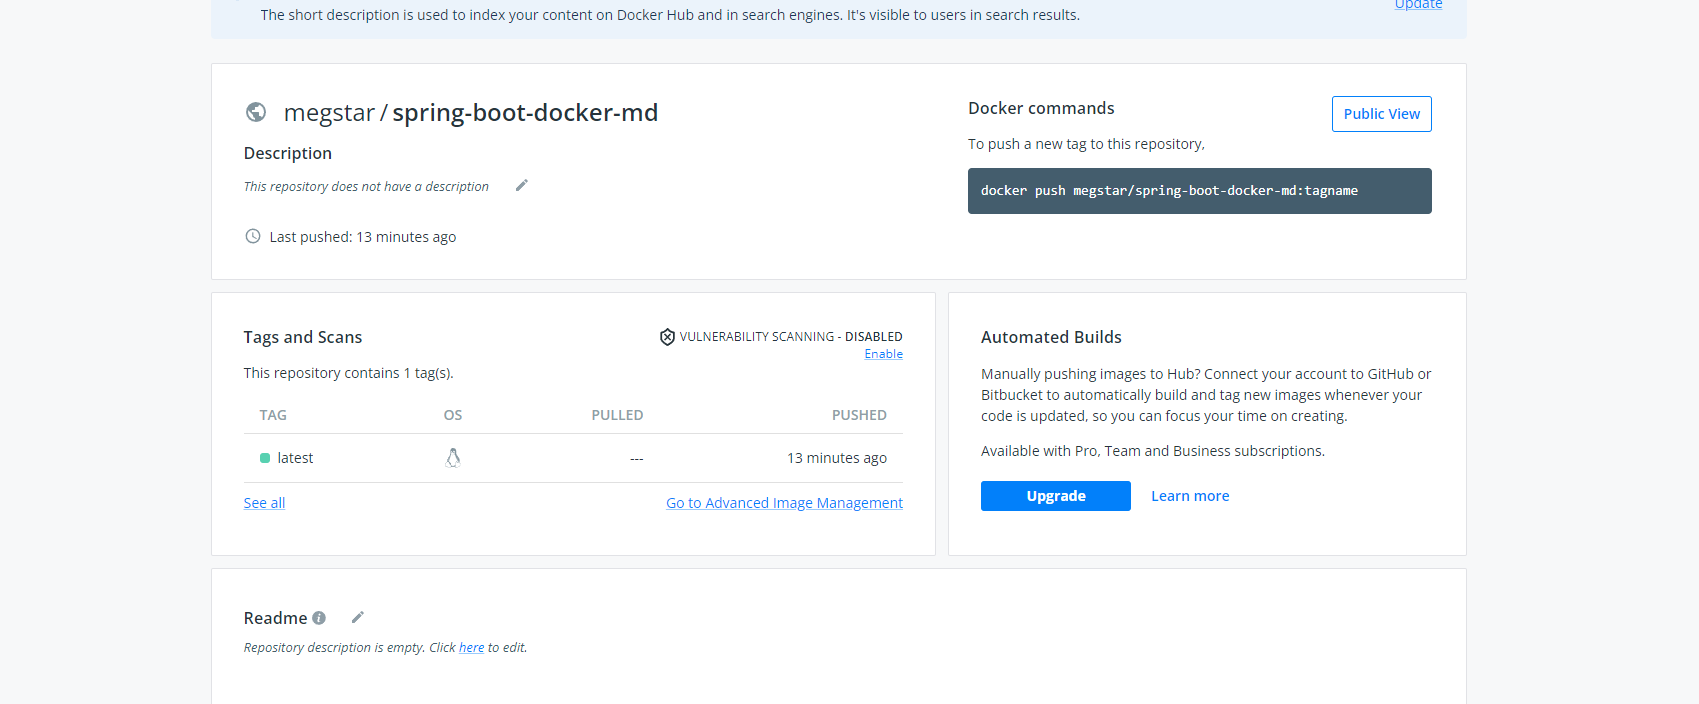 The short description is used to index your content on Docker Hub and in search engines. It's visible to users in search results.
Update
megstar / spring-boot-docker-md
Description
This repository does not have a description
Last pushed: 13 minutes ago
Docker commands
Public View
To push a new tag to this repository,
docker push megstar/spring-boot-docker-md:tagname
Tags and Scans
VULNERABILITY SCANNING - DISABLED
Enable
This repository contains 1 tag(s).
TAG OS PULLED PUSHED
latest --- 13 minutes ago
See all
Go to Advanced Image Management
Automated Builds
Manually pushing images to Hub? Connect your account to GitHub or
Bitbucket to automatically build and tag new images whenever your
code is updated, so you can focus your time on creating.
Available with Pro, Team and Business subscriptions.
Upgrade
Learn more
Readme
Repository description is empty. Click here to edit.